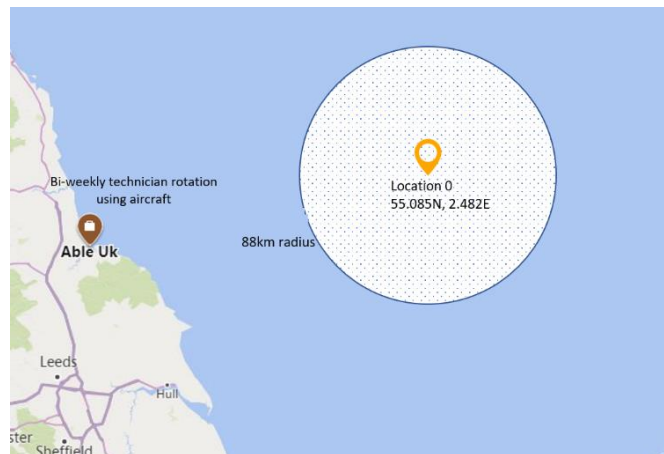 Bi-weekly technician rotation
using aircraft
Able Uk
Location 0
55.085N, 2.482E
88km radius
Leeds
Hull
ster
Sheffield